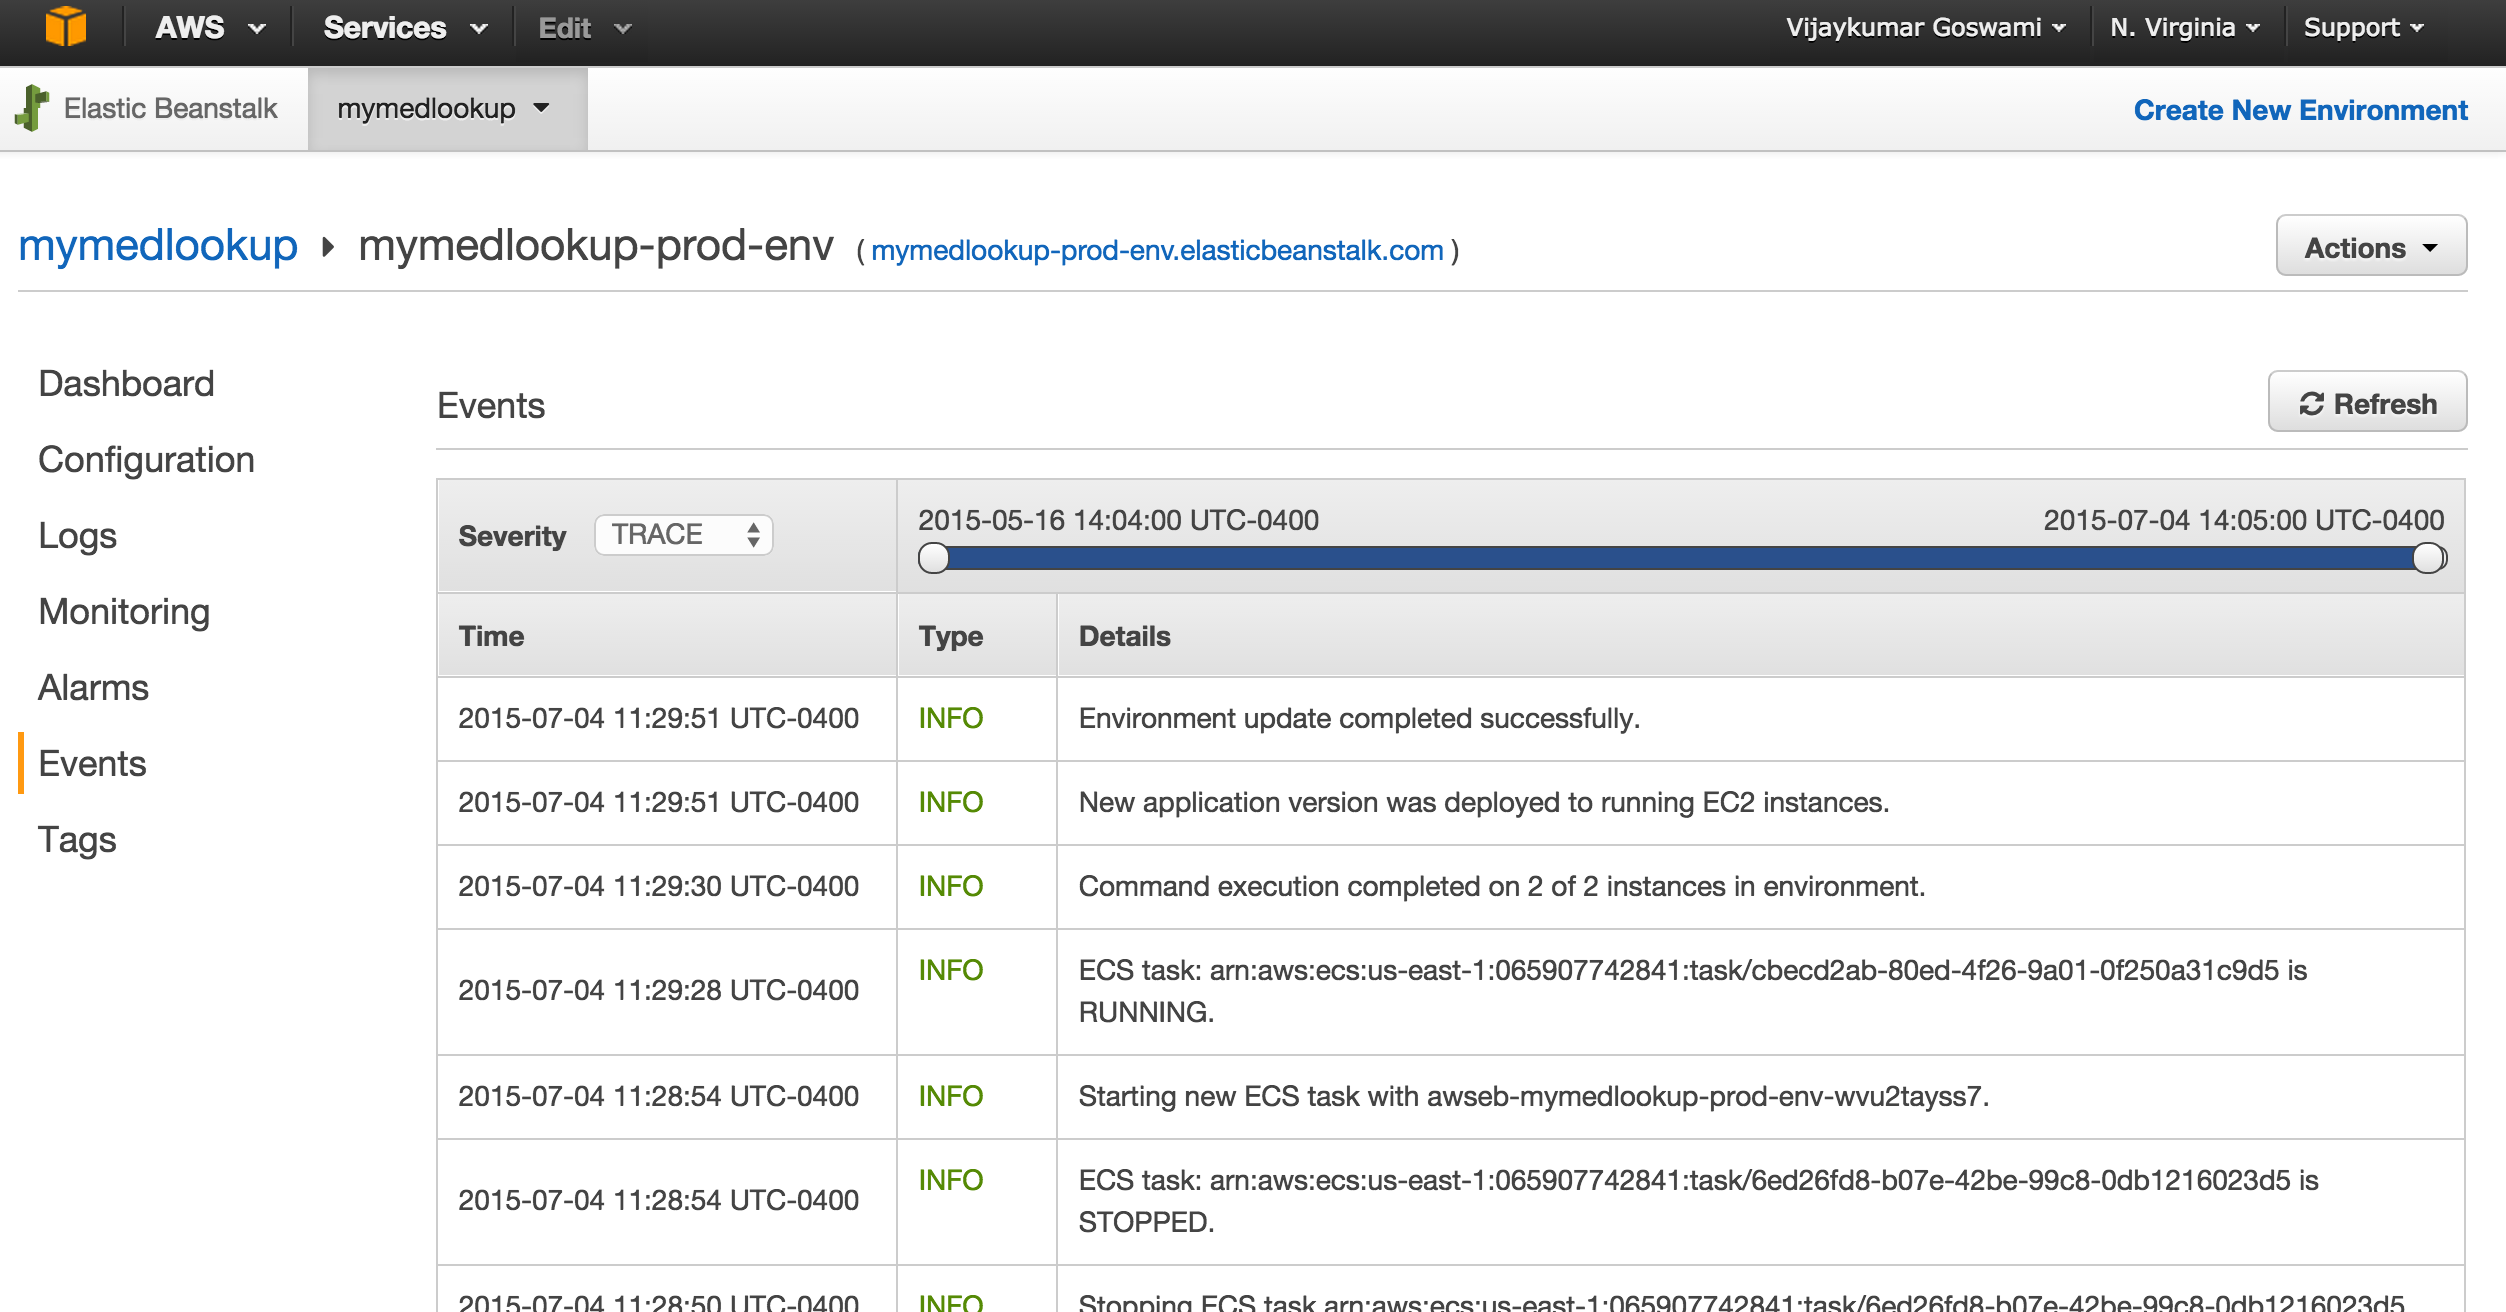 AWS Services Edit Vijaykumar Goswami N. Virginia Support
Elastic Beanstalk mymedlookup Create New Environment
mymedlookup mymedlookup-prod-env ( mymedlookup-prod-env.elasticbeanstalk.com ) Actions
Dashboard
Configuration
Logs
Monitoring
Alarms
Events
Tags
Events Refresh
Severity TRACE 2015-05-16 14:04:00 UTC-0400 2015-07-04 14:05:00 UTC-0400
Time Type Details
2015-07-04 11:29:51 UTC-0400 INFO Environment update completed successfully.
2015-07-04 11:29:51 UTC-0400 INFO New application version was deployed to running EC2 instances.
2015-07-04 11:29:30 UTC-0400 INFO Command execution completed on 2 of 2 instances in environment.
2015-07-04 11:29:28 UTC-0400 INFO ECS task: arn:aws:ecs:us-east-1:065907742841:task/cbecd2ab-80ed-4f26-9a01-0f250a31c9d5 is
RUNNING.
2015-07-04 11:28:54 UTC-0400 INFO Starting new ECS task with awseb-mymedlookup-prod-env-wvu2tayss7.
2015-07-04 11:28:54 UTC-0400 INFO ECS task: arn:aws:ecs:us-east-1:065907742841:task/6ed26fd8-b07e-42be-99c8-0db1216023d5 is
STOPPED.
2015-07-04 11:28:50 UTC-0400 INFO Stopping ECS task arn:aws:ecs:us-east-1:065907742841:task/6ed26fd8-b07e-42be-99c8-0db1216023d5.